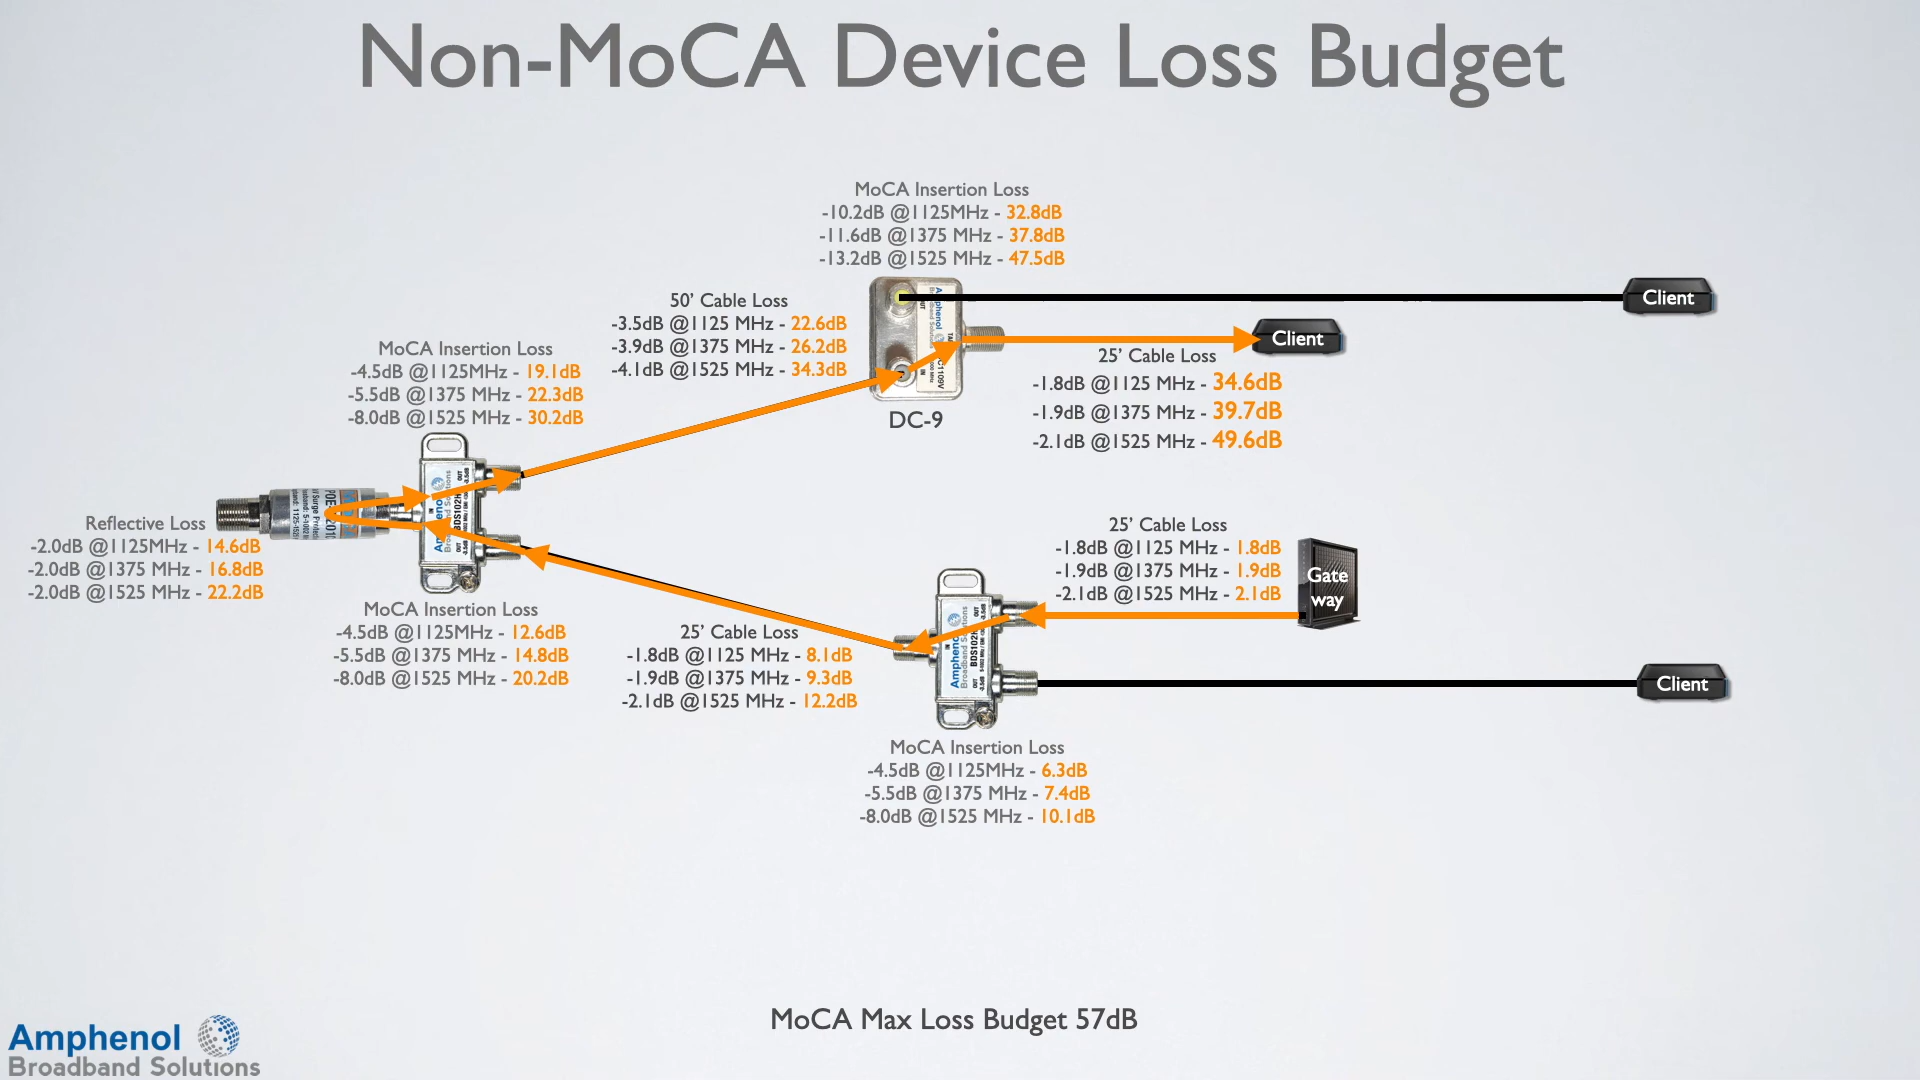 Non-MoCA Device Loss Budget
MoCA Insertion Loss
-10.2dB @1125MHz - 32.8dB
-11.6dB @1375 MHz - 37.8dB
-13.2dB @1525 MHz - 47.5dB
50’ Cable Loss
-3.5dB @1125 MHz - 22.6dB
-3.9dB @1375 MHz - 26.2dB
-4.1dB @1525 MHz - 34.3dB
Client
Client
25’ Cable Loss
-1.8dB @1125 MHz - 34.6dB
-1.9dB @1375 MHz - 39.7dB
-2.1dB @1525 MHz - 49.6dB
Amphenol
Broadband Solutions
DC-9
MoCA Insertion Loss
-4.5dB @1125MHz - 19.1dB
-5.5dB @1375 MHz - 22.3dB
-8.0dB @1525 MHz - 30.2dB
Reflective Loss
-2.0dB @1125MHz - 14.6dB
-2.0dB @1375 MHz - 16.8dB
-2.0dB @1525 MHz - 22.2dB
MoCA Insertion Loss
-4.5dB @1125MHz - 12.6dB
-5.5dB @1375 MHz - 14.8dB
-8.0dB @1525 MHz - 20.2dB
25’ Cable Loss
-1.8dB @1125 MHz - 8.1dB
-1.9dB @1375 MHz - 9.3dB
-2.1dB @1525 MHz - 12.2dB
25’ Cable Loss
-1.8dB @1125 MHz - 1.8dB
-1.9dB @1375 MHz - 1.9dB
-2.1dB @1525 MHz - 2.1dB
Gate
way
Client
Amphenol
MoCA Insertion Loss
-4.5dB @1125MHz - 6.3dB
-5.5dB @1375 MHz - 7.4dB
-8.0dB @1525 MHz - 10.1dB
MoCA Max Loss Budget 57dB
Amphenol
Broadband Solutions